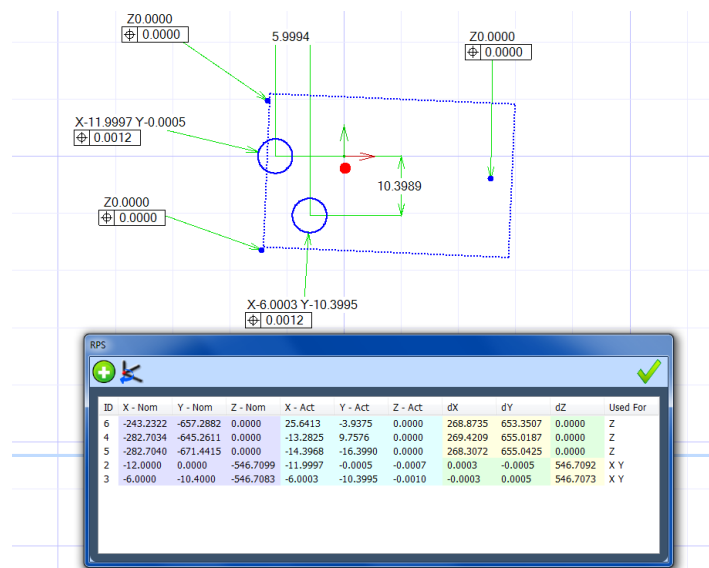 Z0.0000
0.0000
5.9994
Z0.0000
0.0000
X-11.9997 Y-0.0005
0.0012
10.3989
Z0.0000
0.0000
X-6.0003 Y-10.3995
0.0012
RPS
ID X - Nom Y - Nom Z - Nom X - Act Y - Act Z - Act dX dY dZ Used For
6 -243.2322 -657.2882 0.0000 25.6413 -3.9375 0.0000 268.8735 653.3507 0.0000 Z
4 -282.7034 -645.2611 0.0000 -13.2825 9.7576 0.0000 269.4209 655.0187 0.0000 Z
5 -282.7040 -671.4415 0.0000 -14.3968 -16.3990 0.0000 268.3072 655.0425 0.0000 Z
2 -12.0000 0.0000 -546.7099 -11.9997 -0.0005 -0.0007 0.0003 -0.0005 546.7092 X Y
3 -6.0000 -10.4000 -546.7083 -6.0003 -10.3995 -0.0010 -0.0003 0.0005 546.7073 X Y